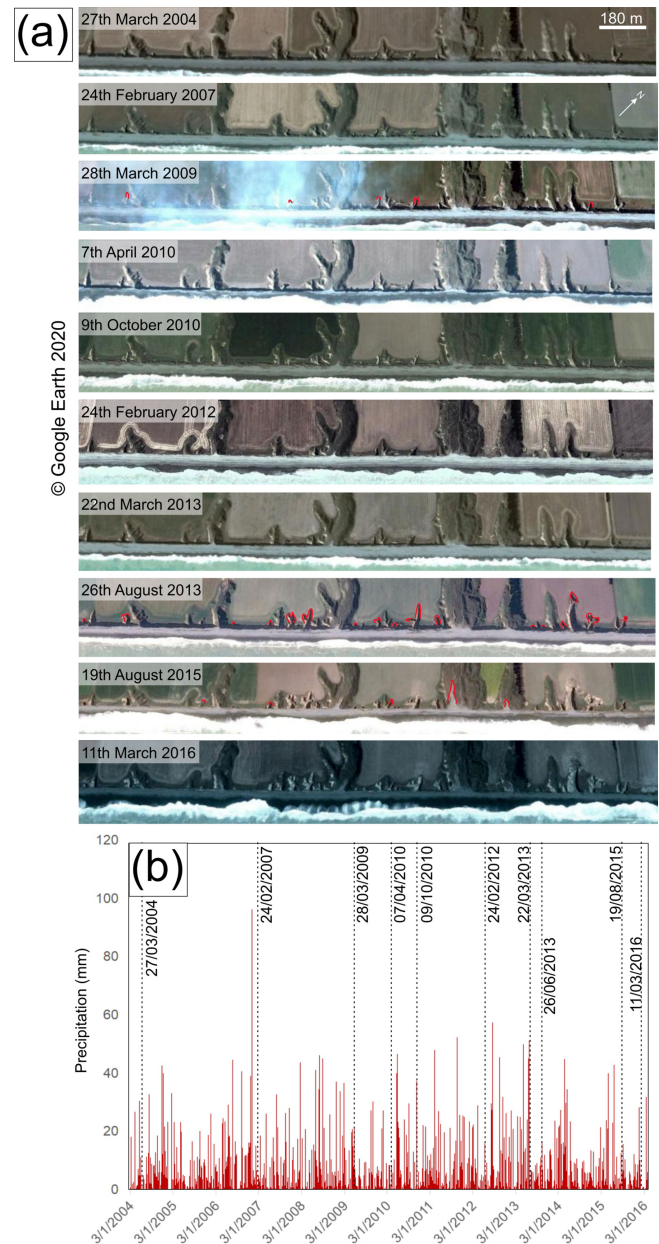 (a)
27th March 2004
180 m
24th February 2007
N
28th March 2009
7th April 2010
9th October 2010
24th February 2012
22nd March 2013
26th August 2013
19th August 2015
11th March 2016
© Google Earth 2020
(b)
Precipitation (mm)
120
100
80
60
40
20
0
27/03/2004
24/02/2007
28/03/2009
07/04/2010
09/10/2010
24/02/2012
22/03/2013
26/06/2013
19/08/2015
11/03/2016
3/1/2004
3/1/2005
3/1/2006
3/1/2007
3/1/2008
3/1/2009
3/1/2010
3/1/2011
3/1/2012
3/1/2013
3/1/2014
3/1/2015
3/1/2016